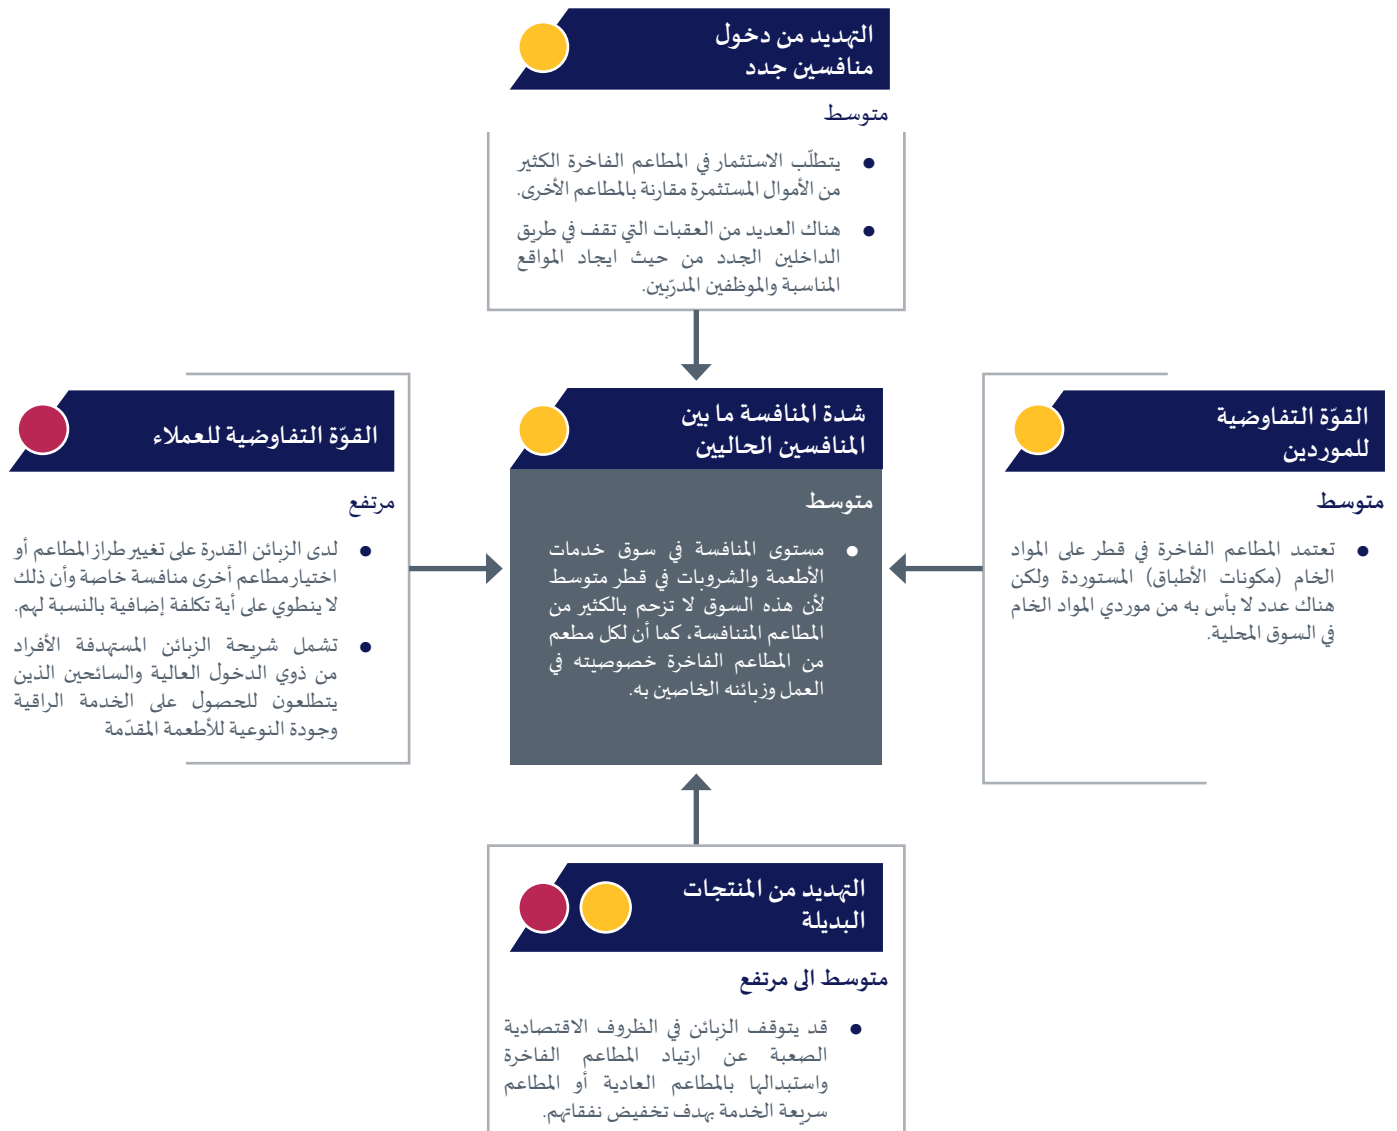 التهديد من دخول
منافسين جدد
متوسط
● يتطلّب الاستثمار في المطاعم الفاخرة الكثير
من الأموال المستثمرة مقارنة بالمطاعم الأخرى.
● هناك العديد من العقبات التي تقف في طريق
الداخلين الجدد من حيث ايجاد المواقع
المناسبة والموظفين المدرّبين.
القوّة التفاوضية
للموردين
متوسط
● تعتمد المطاعم الفاخرة في قطر على المواد
الخام (مكونات الأطباق) المستوردة ولكن
هناك عدد لا بأس به من موردي المواد الخام
في السوق المحلية.
شدة المنافسة ما بين
المنافسين الحاليين
متوسط
● مستوى المنافسة في سوق خدمات
الأطعمة والشروبات في قطر متوسط
لأن هذه السوق لا تزحم بالكثير من
المطاعم المتنافسة، كما أن لكل مطعم
من المطاعم الفاخرة خصوصيته في
العمل وزبائنه الخاصين به.
القوّة التفاوضية للعملاء
مرتفع
● لدى الزبائن القدرة على تغيير طراز المطاعم أو
اختيار مطاعم أخرى منافسة خاصة وأن ذلك
لا ينطوي على أية تكلفة إضافية بالنسبة لهم.
● تشمل شريحة الزبائن المستهدفة الأفراد
من ذوي الدخول العالية والسائحين الذين
يتطلعون للحصول على الخدمة الراقية
وجودة النوعية للأطعمة المقدّمة
التهديد من المنتجات
البديلة
متوسط الى مرتفع
● قد يتوقف الزبائن في الظروف الاقتصادية
الصعبة عن ارتياد المطاعم الفاخرة
واستبدالها بالمطاعم العادية أو المطاعم
سريعة الخدمة بهدف تخفيض نفقاتهم.